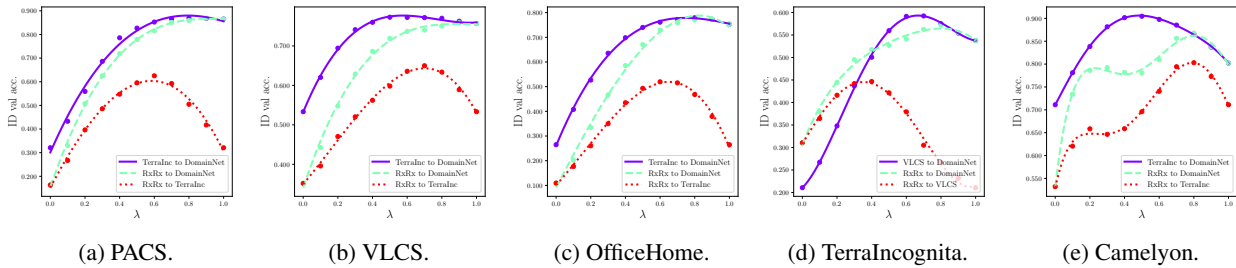 0.900
0.800
0.700
0.600
0.500
0.400
0.300
0.200
0.0 0.2 0.4 0.6 0.8 1.0
λ
ID val acc.
TerraInc to DomainNet
RxRx to DomainNet
RxRx to TerraInc
(a) PACS.
0.700
0.600
0.500
0.400
0.0 0.2 0.4 0.6 0.8 1.0
λ
ID val acc.
TerraInc to DomainNet
RxRx to DomainNet
RxRx to TerraInc
(b) VLCS.
0.800
0.700
0.600
0.500
0.400
0.300
0.200
0.100
0.0 0.2 0.4 0.6 0.8 1.0
λ
ID val acc.
TerraInc to DomainNet
RxRx to DomainNet
RxRx to TerraInc
(c) OfficeHome.
0.600
0.550
0.500
0.450
0.400
0.350
0.300
0.250
0.200
0.0 0.2 0.4 0.6 0.8 1.0
λ
ID val acc.
VLCS to DomainNet
RxRx to DomainNet
RxRx to VLCS
(d) TerraIncognita.
0.900
0.850
0.800
0.750
0.700
0.650
0.600
0.550
0.0 0.2 0.4 0.6 0.8 1.0
λ
ID val acc.
TerraInc to DomainNet
RxRx to DomainNet
RxRx to TerraInc
(e) Camelyon.